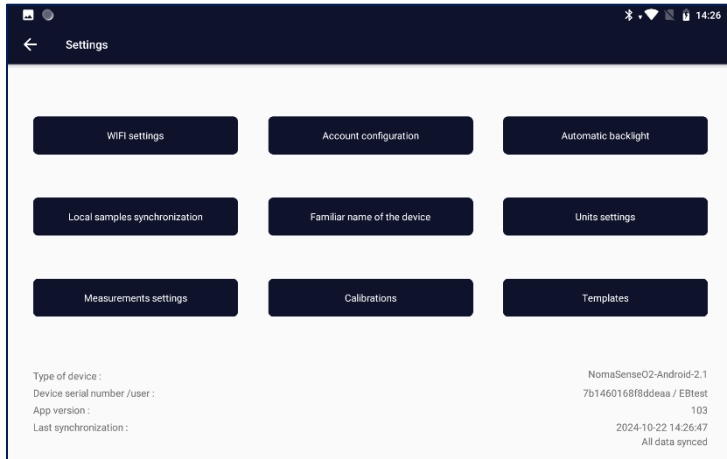 14:26
Settings
WIFI settings
Account configuration
Automatic backlight
Local samples synchronization
Familiar name of the device
Units settings
Measurements settings
Calibrations
Templates
Type of device :
NomaSenseO2-Android-2.1
Device serial number /user :
7b1460168f8ddeaa / EBtest
App version :
103
Last synchronization :
2024-10-22 14:26:47
All data synced